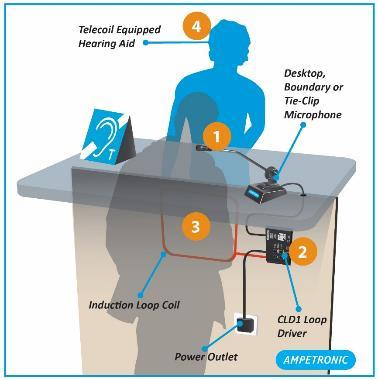 Telecoil Equipped
Hearing Aid
4
Desktop,
Boundary or
Tie-Clip
Microphone
1
T
3
2
Induction Loop Coil
CLD1 Loop
Driver
Power Outlet
AMPETRONIC